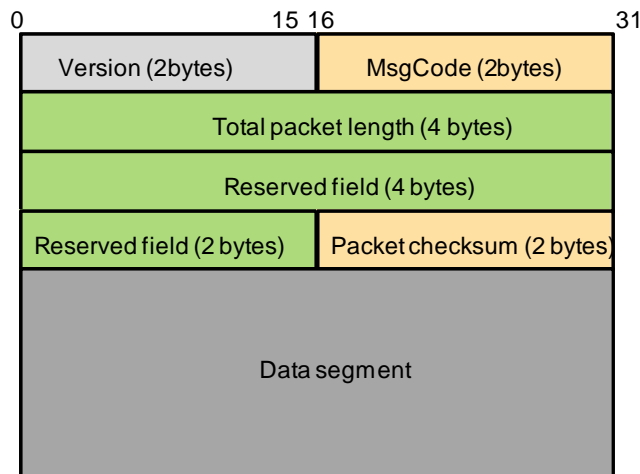 0 15 16 31
Version (2bytes) MsgCode (2bytes)
Total packet length (4 bytes)
Reserved field (4 bytes)
Reserved field (2 bytes) Packet checksum (2 bytes)
Data segment